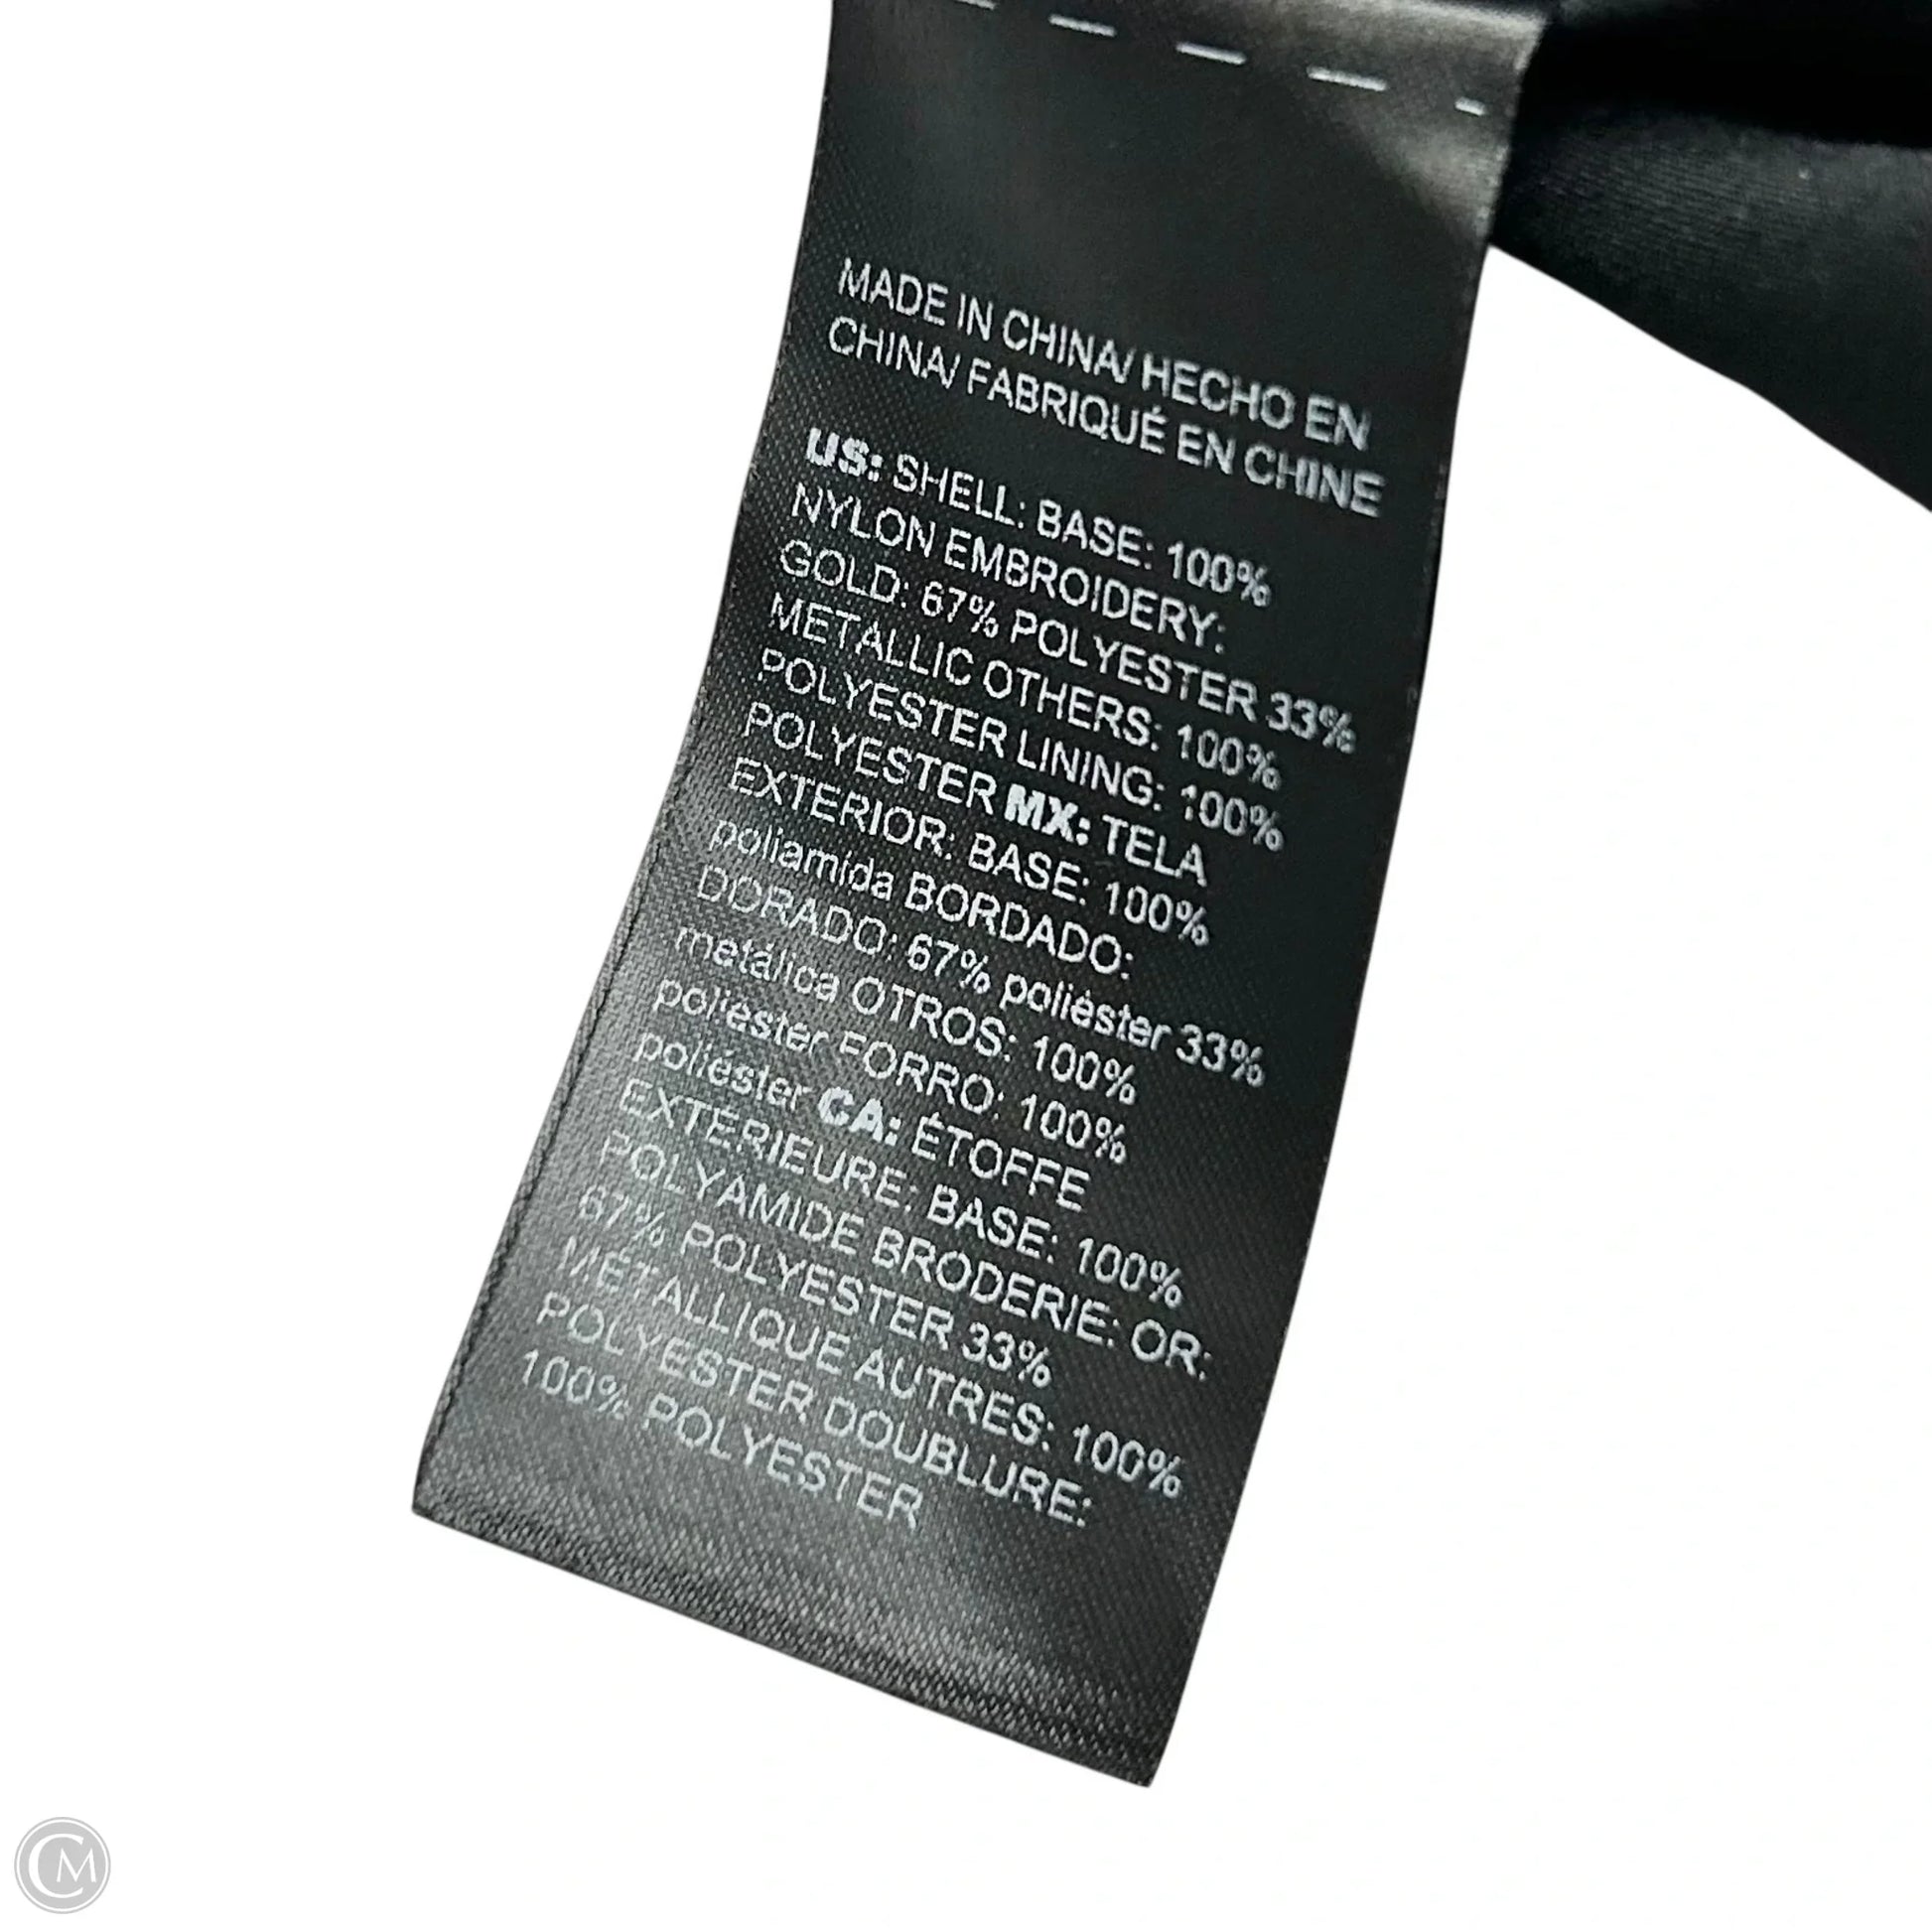 MADE IN CHINA/ HECHO EN
CHINA/ FABRIQUÉ EN CHINE
US: SHELL: BASE: 100%
NYLON EMBROIDERY:
GOLD: 67% POLYESTER 33%
METALLIC OTHERS: 100%
POLYESTER LINING: 100%
POLYESTER MX: TELA
EXTERIOR: BASE: 100%
poliamida BORDADO:
DORADO: 67% poliéster 33%
metálica OTROS: 100%
poliéster FORRO: 100%
poliéster CA: ÉTOFFE
EXTÉRIEURE: BASE: 100%
POLYAMIDE BRODERIE: OR:
67% POLYESTER 33%
MÉTALLIQUE AUTRES: 100%
POLYESTER DOUBLURE:
100% POLYESTER
CM